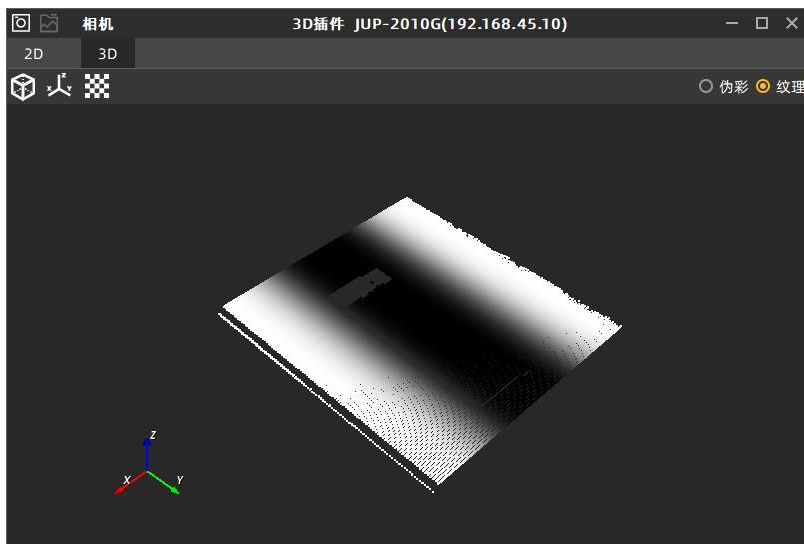 相机
3D插件 JUP-2010G(192.168.45.10)
2D 3D
伪彩 纹理
Z
X Y
Z
X Y